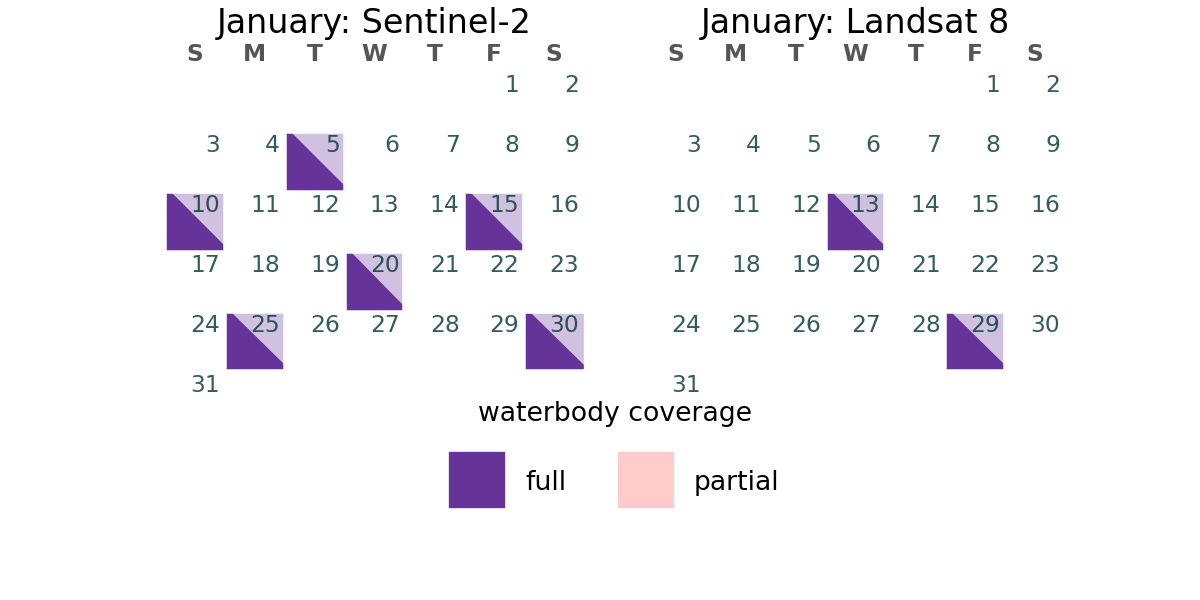 January: Sentinel-2
S M T W T F S
1 2
3 4 5 6 7 8 9
10 11 12 13 14 15 16
17 18 19 20 21 22 23
24 25 26 27 28 29 30
31
January: Landsat 8
S M T W T F S
1 2
3 4 5 6 7 8 9
10 11 12 13 14 15 16
17 18 19 20 21 22 23
24 25 26 27 28 29 30
31
waterbody coverage
full partial